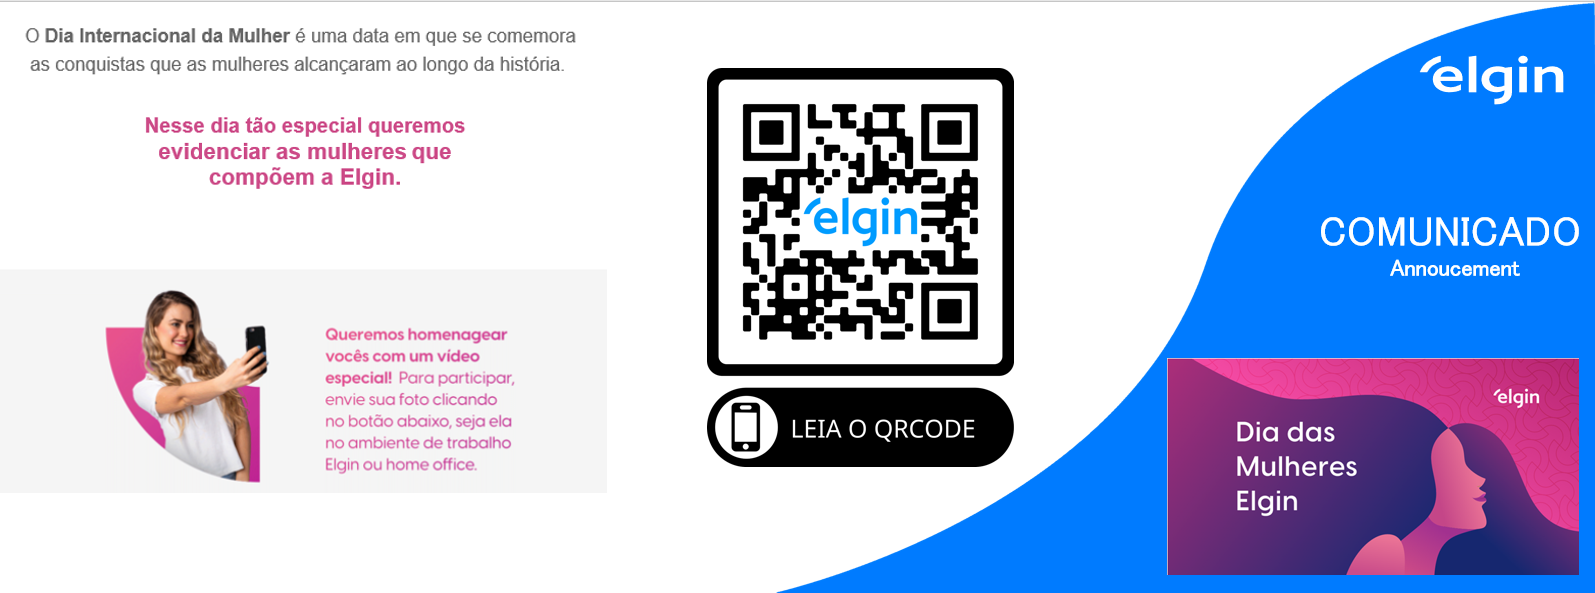 O Dia Internacional da Mulher é uma data em que se comemora
as conquistas que as mulheres alcançaram ao longo da história.
Nesse dia tão especial queremos
evidenciar as mulheres que
compõem a Elgin.
Queremos homenagear
vocês com um vídeo
especial! Para participar,
envie sua foto clicando
no botão abaixo, seja ela
no ambiente de trabalho
Elgin ou home office.
elgin
LEIA O QRCODE
elgin
COMUNICADO
Annoucement
elgin
Dia das
Mulheres
Elgin